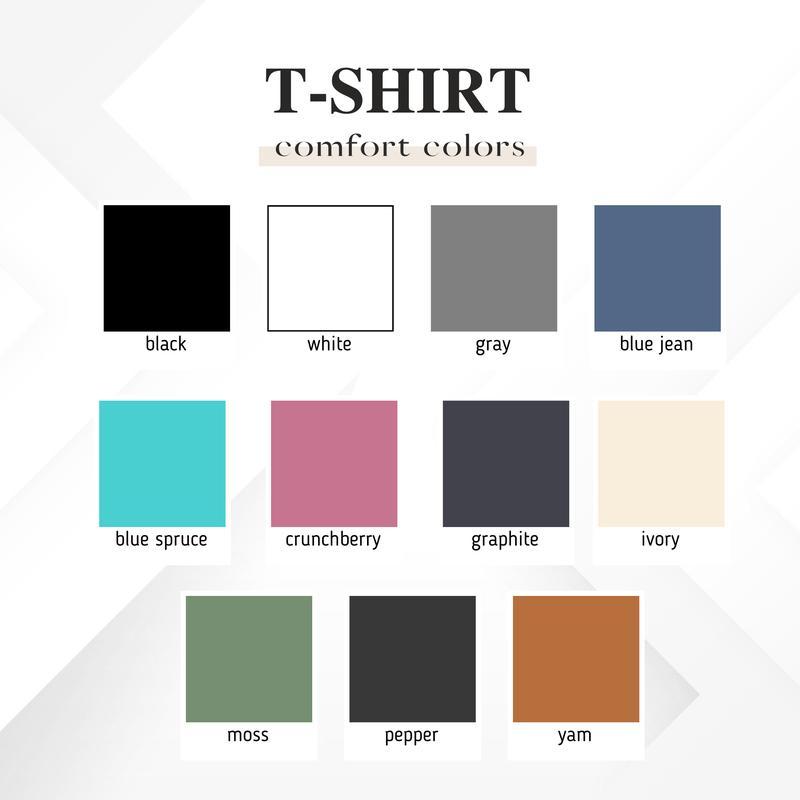 T-SHIRT
comfort colors
black
white
gray
blue jean
blue spruce
crunchberry
graphite
ivory
moss
pepper
yam